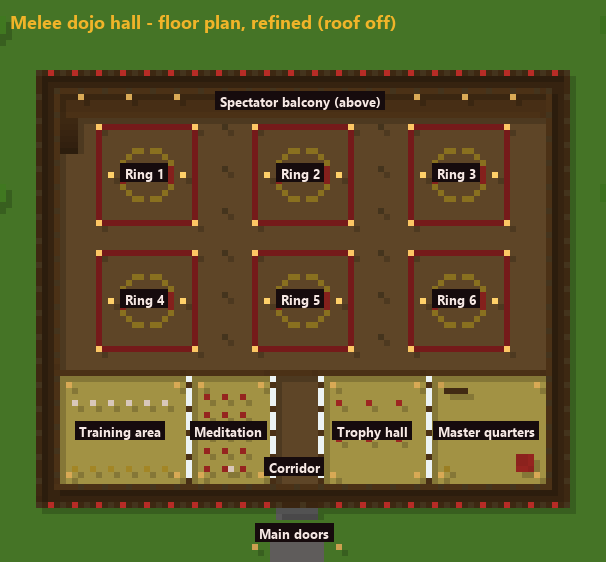 Melee dojo hall - floor plan, refined (roof off)
Spectator balcony (above)
Ring 1
Ring 2
Ring 3
Ring 4
Ring 5
Ring 6
Training area
Meditation
Trophy hall
Master quarters
Corridor
Main doors